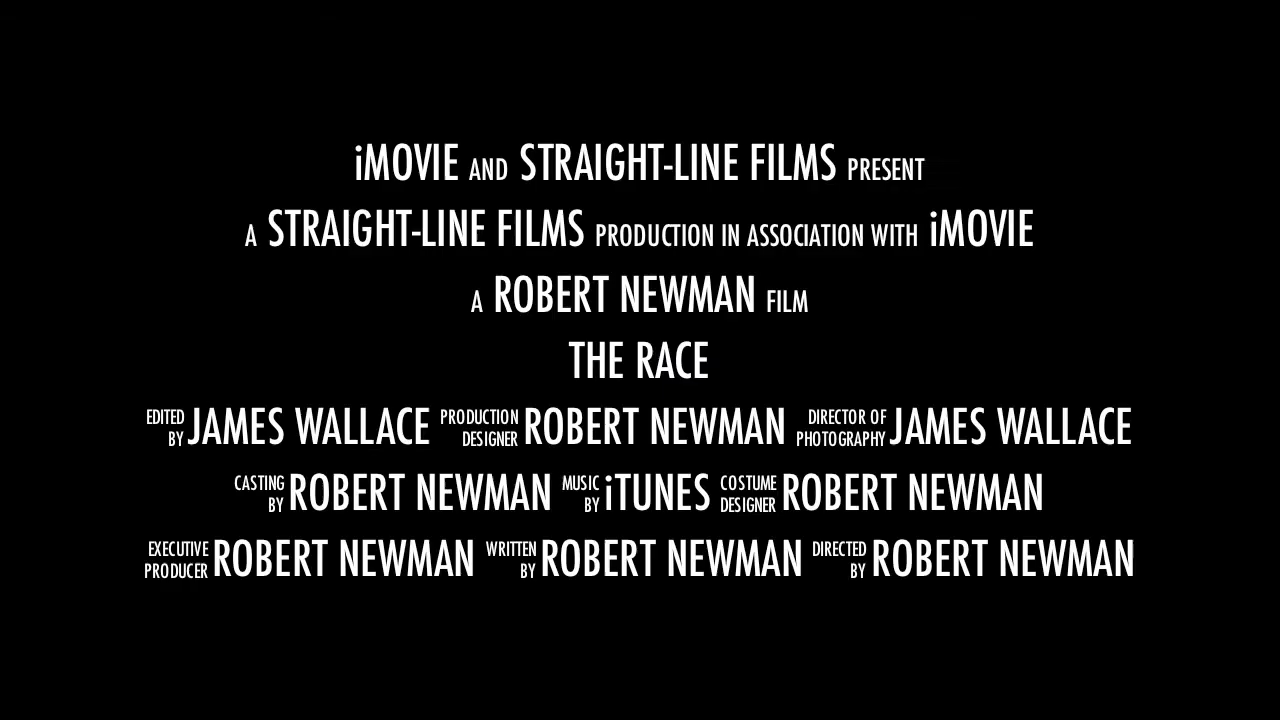 iMOVIE AND STRAIGHT-LINE FILMS PRESENT
A STRAIGHT-LINE FILMS PRODUCTION IN ASSOCIATION WITH iMOVIE
A ROBERT NEWMAN FILM
THE RACE
EDITED BY JAMES WALLACE PRODUCTION DESIGNER ROBERT NEWMAN DIRECTOR OF PHOTOGRAPHY JAMES WALLACE
CASTING BY ROBERT NEWMAN MUSIC BY iTUNES COSTUME DESIGNER ROBERT NEWMAN
EXECUTIVE PRODUCER ROBERT NEWMAN WRITTEN BY ROBERT NEWMAN DIRECTED BY ROBERT NEWMAN